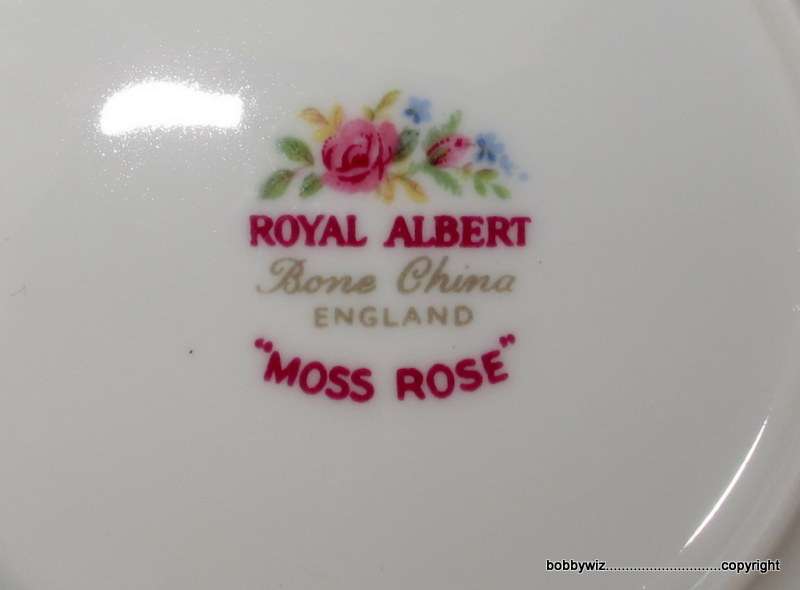 ROYAL ALBERT
Bone China
ENGLAND
"MOSS ROSE"
bobbywiz.............................copyright